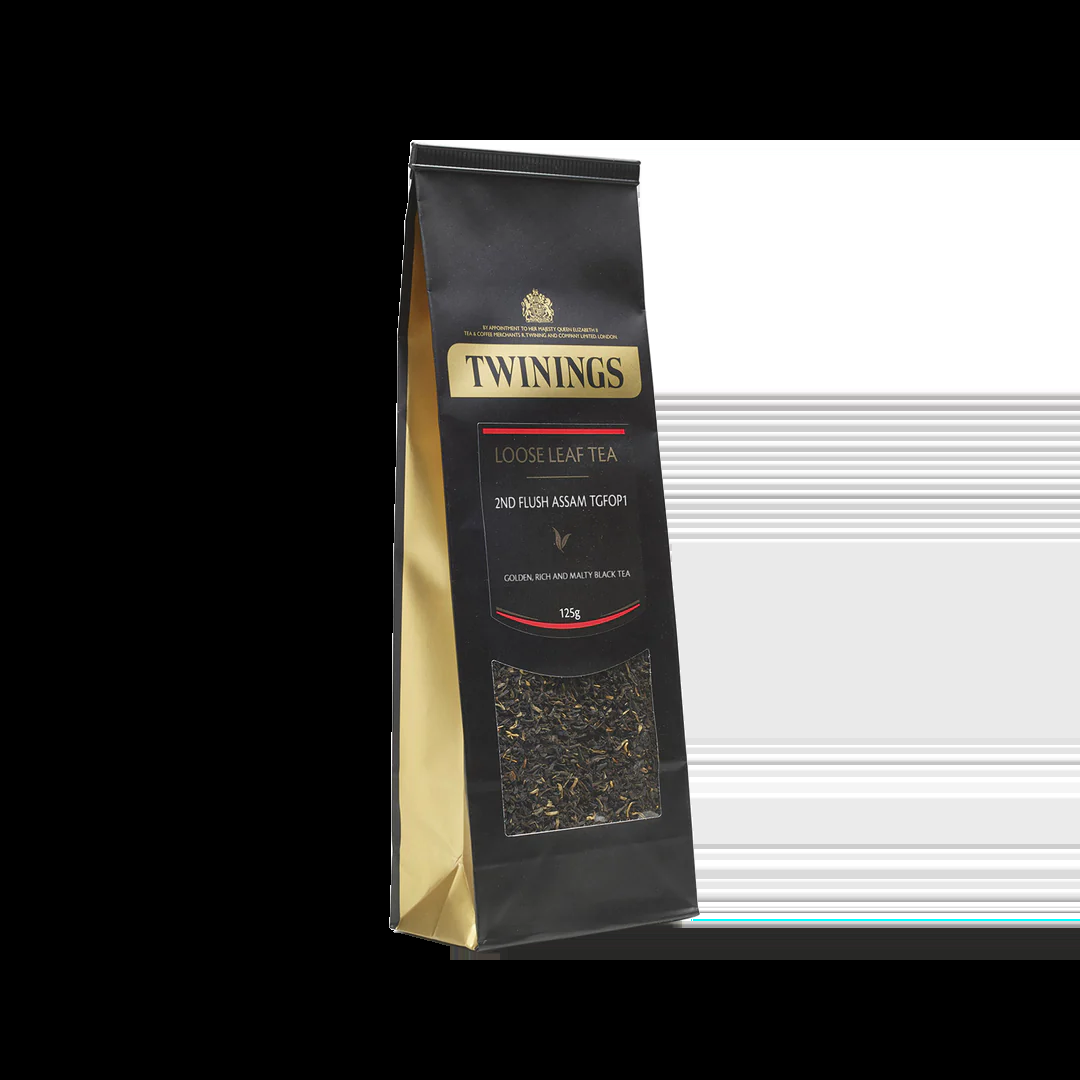 BY APPOINTMENT TO HER MAJESTY QUEEN ELIZABETH II
TEA & COFFEE MERCHANTS R. TWINING AND COMPANY LIMITED, LONDON
TWININGS
LOOSE LEAF TEA
2ND FLUSH ASSAM TGFOP1
GOLDEN, RICH AND MALTY BLACK TEA
125g